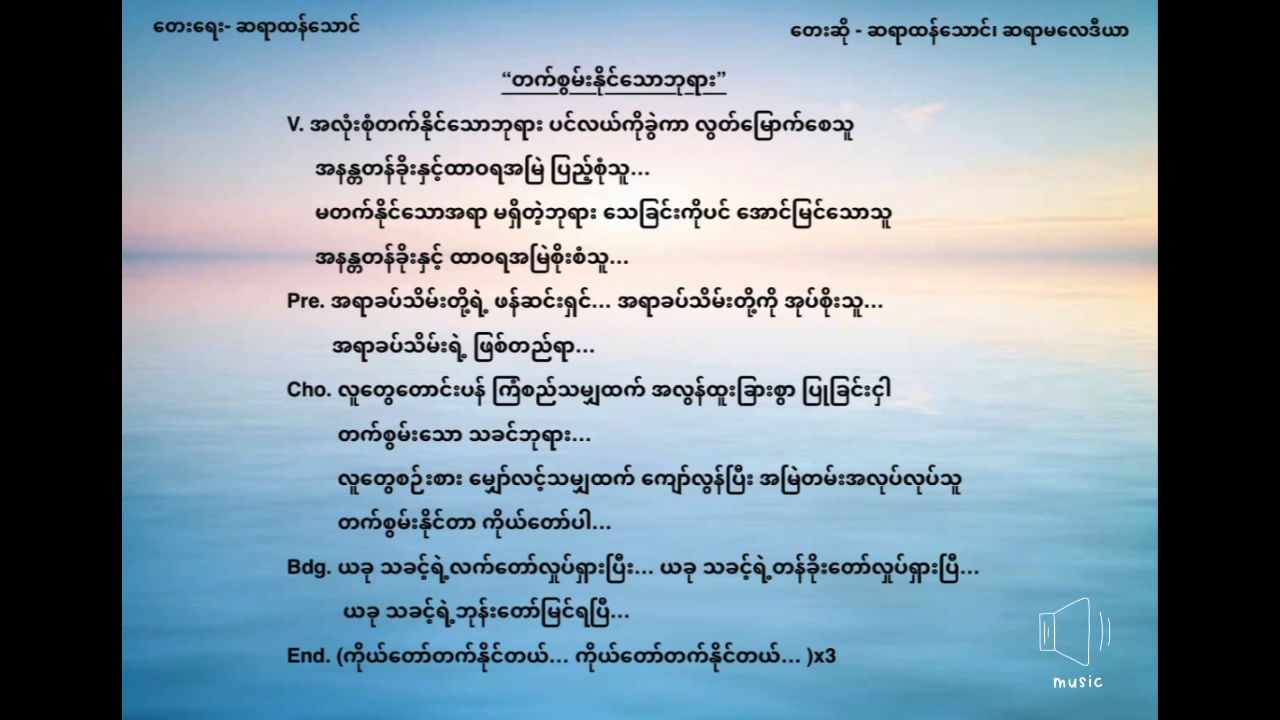 တေးရေး- ဆရာထန်သောင်
တေးဆို - ဆရာထန်သောင်၊ ဆရာမလေဒီယာ
“တက်စွမ်းနိုင်သောဘုရား”
V. အလုံးစုံတက်နိုင်သောဘုရား ပင်လယ်ကိုခွဲကာ လွတ်မြောက်စေသူ
အနန္တတန်ခိုးနှင့်ထာဝရအမြဲ ပြည့်စုံသူ...
မတက်နိုင်သောအရာ မရှိတဲ့ဘုရား သေခြင်းကိုပင် အောင်မြင်သောသူ
အနန္တတန်ခိုးနှင့် ထာဝရအမြဲစိုးစံသူ...
Pre. အရာခပ်သိမ်းတို့ရဲ့ ဖန်ဆင်းရှင်... အရာခပ်သိမ်းတို့ကို အုပ်စိုးသူ...
အရာခပ်သိမ်းရဲ့ ဖြစ်တည်ရာ...
Cho. လူတွေတောင်းပန် ကြံစည်သမျှထက် အလွန်ထူးခြားစွာ ပြုခြင်းငှါ
တက်စွမ်းသော သခင်ဘုရား...
လူတွေစဉ်းစား မျှော်လင့်သမျှထက် ကျော်လွန်ပြီး အမြဲတမ်းအလုပ်လုပ်သူ
တက်စွမ်းနိုင်တာ ကိုယ်တော်ပါ...
Bdg. ယခု သခင့်ရဲ့လက်တော်လှုပ်ရှားပြီး... ယခု သခင့်ရဲ့တန်ခိုးတော်လှုပ်ရှားပြီ...
ယခု သခင့်ရဲ့ဘုန်းတော်မြင်ရပြီ...
End. (ကိုယ်တော်တက်နိုင်တယ်... ကိုယ်တော်တက်နိုင်တယ်... )x3
music